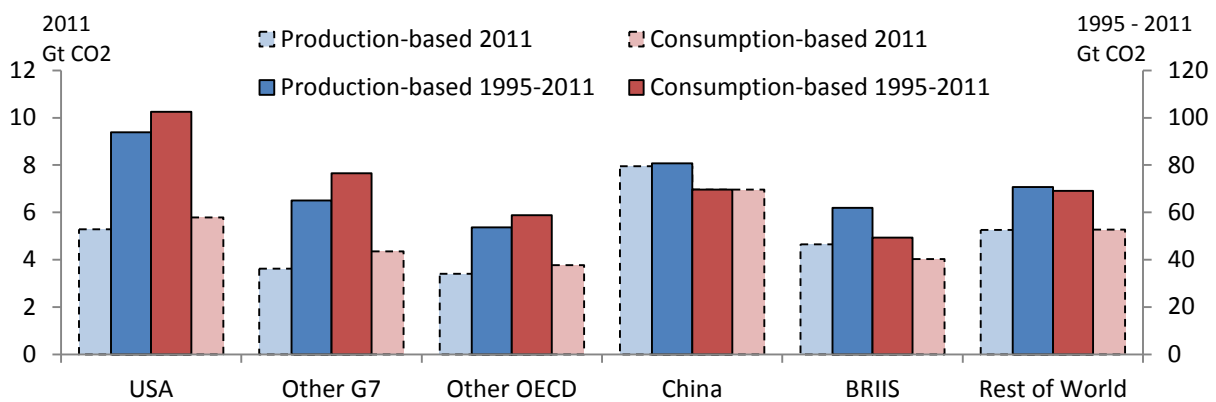 2011
Gt CO2
1995 - 2011
Gt CO2
Production-based 2011
Consumption-based 2011
Production-based 1995-2011
Consumption-based 1995-2011
12
10
8
6
4
2
0
120
100
80
60
40
20
0
USA
Other G7
Other OECD
China
BRIIS
Rest of World